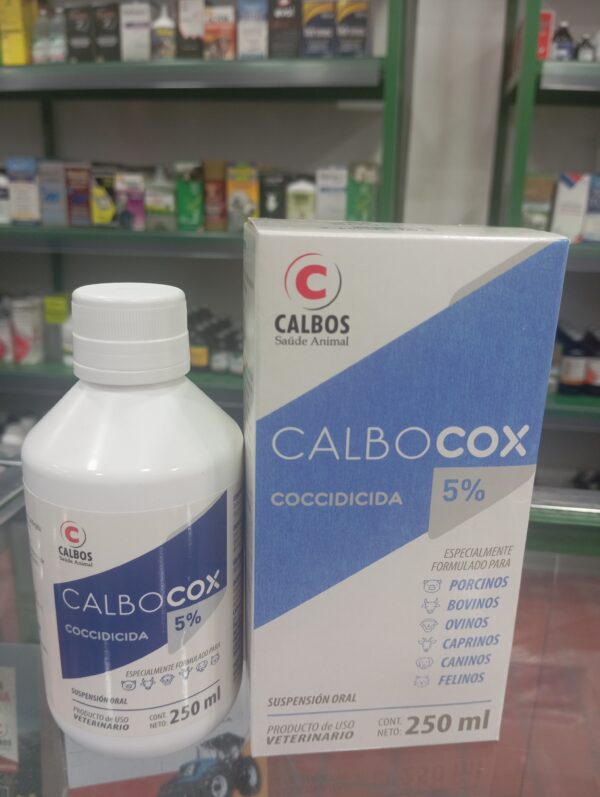 C
CALBOS
Saúde Animal
CALBOCOX
COCCIDICIDA
5%
ESPECIALMENTE
FORMULADO PARA
PORCINOS
BOVINOS
OVINOS
CAPRINOS
CANINOS
FELINOS
SUSPENSIÓN ORAL
PRODUCTO de USO
VETERINARIO
CONT.
NETO: 250 ml
C
CALBOS
Saúde Animal
CALBOCOX
COCCIDICIDA
5%
ESPECIALMENTE FORMULADO PARA
SUSPENSIÓN ORAL
PRODUCTO de USO
VETERINARIO
CONT.
NETO: 250 ml